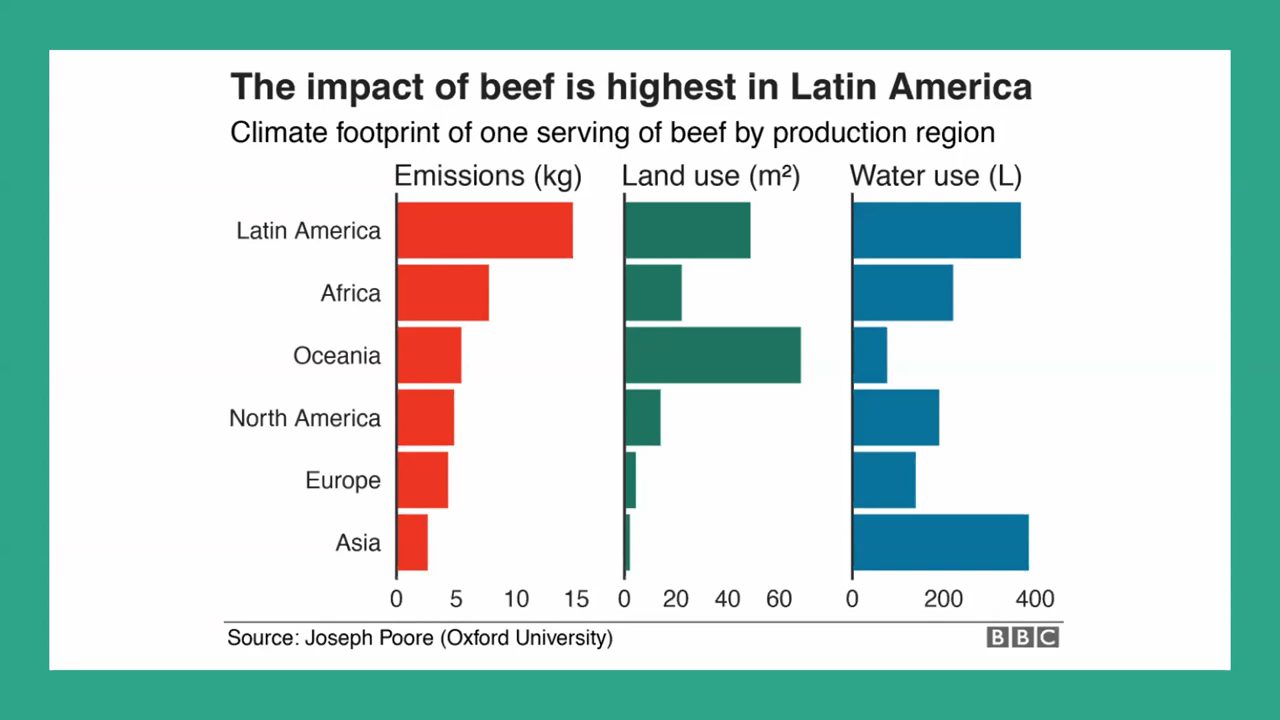 The impact of beef is highest in Latin America
Climate footprint of one serving of beef by production region
Emissions (kg) Land use (m²) Water use (L)
Latin America
Africa
Oceania
North America
Europe
Asia
0 5 10 15 0 20 40 60 0 200 400
Source: Joseph Poore (Oxford University) BBC